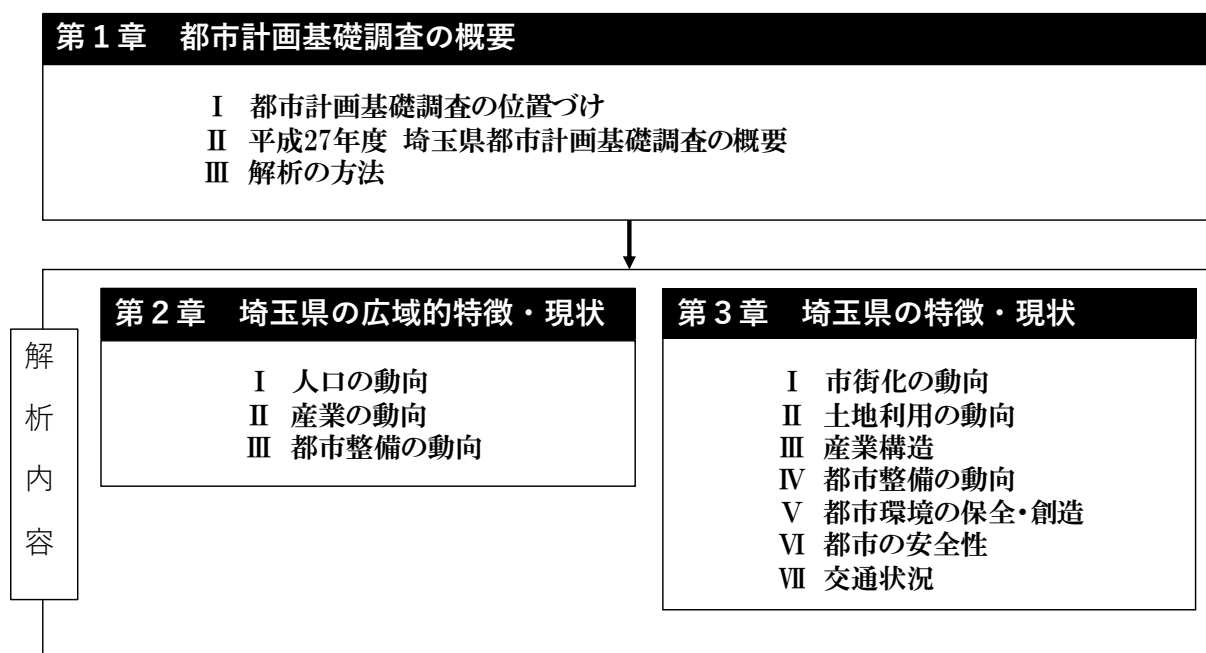 第１章　都市計画基礎調査の概要
Ⅰ　都市計画基礎調査の位置づけ
Ⅱ　平成27年度 埼玉県都市計画基礎調査の概要
Ⅲ　解析の方法
解析内容
第２章　埼玉県の広域的特徴・現状
Ⅰ　人口の動向
Ⅱ　産業の動向
Ⅲ　都市整備の動向
第３章　埼玉県の特徴・現状
Ⅰ　市街化の動向
Ⅱ　土地利用の動向
Ⅲ　産業構造
Ⅳ　都市整備の動向
Ⅴ　都市環境の保全・創造
Ⅵ　都市の安全性
Ⅶ　交通状況